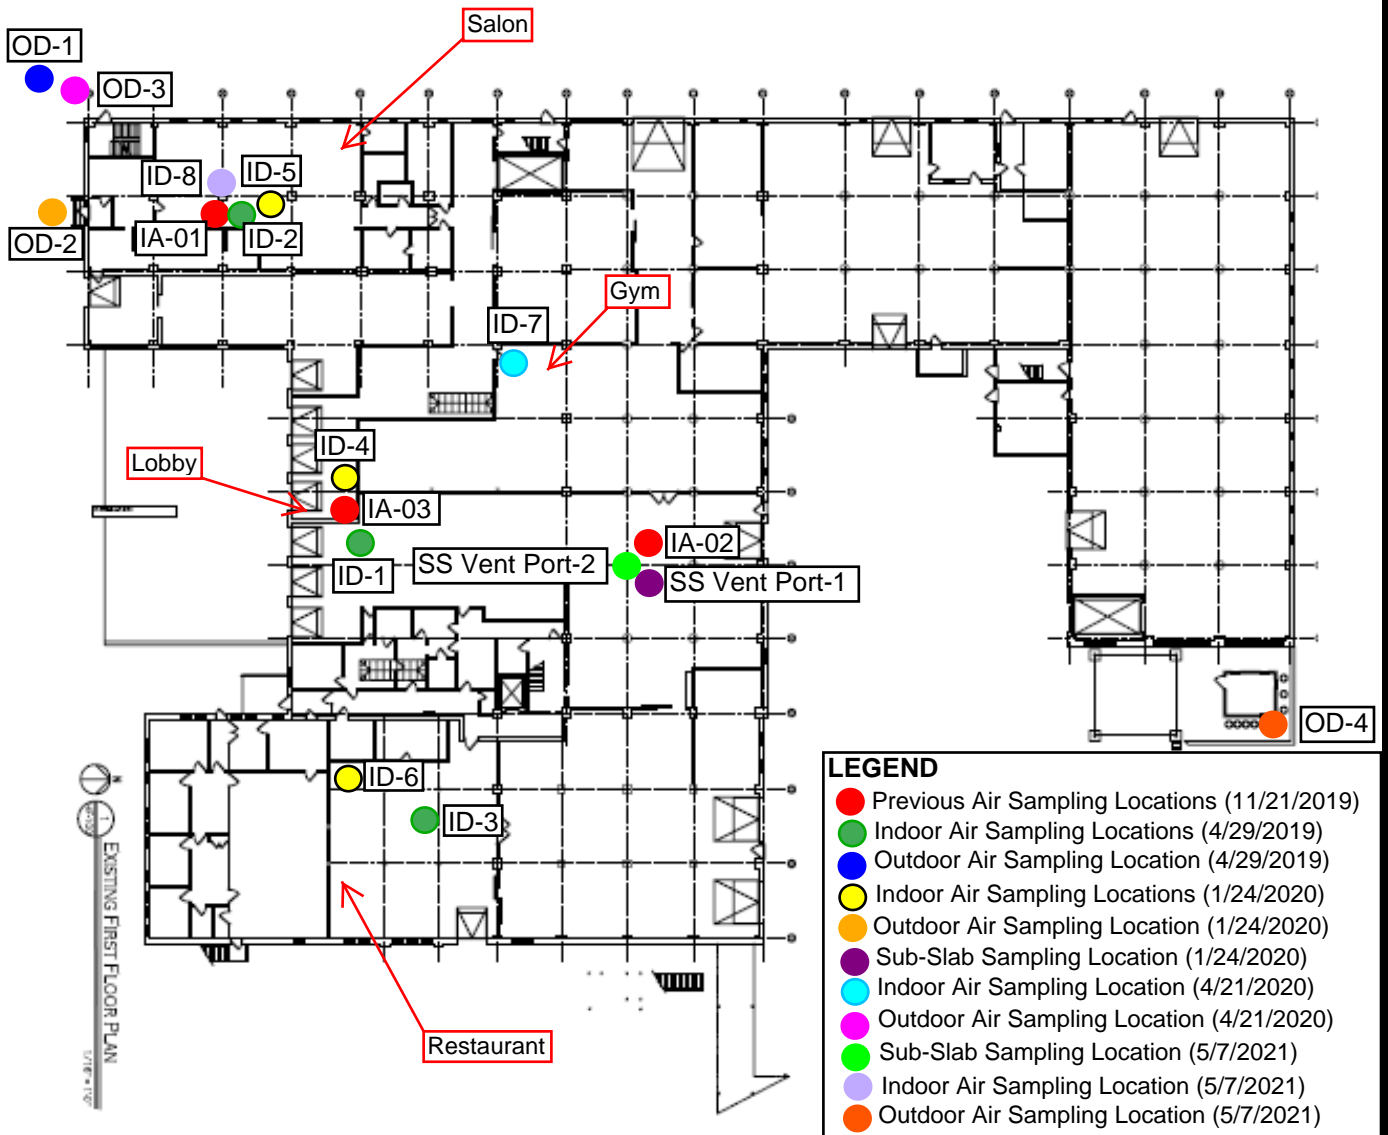 Salon
OD-1
OD-3
ID-8
ID-5
IA-01
ID-2
OD-2
Gym
ID-7
ID-4
Lobby
IA-03
ID-1
IA-02
SS Vent Port-2
SS Vent Port-1
OD-4
ID-6
ID-3
Restaurant
N
1
EXISTING FIRST FLOOR PLAN
1/16" = 1'-0"
LEGEND
Previous Air Sampling Locations (11/21/2019)
Indoor Air Sampling Locations (4/29/2019)
Outdoor Air Sampling Location (4/29/2019)
Indoor Air Sampling Locations (1/24/2020)
Outdoor Air Sampling Location (1/24/2020)
Sub-Slab Sampling Location (1/24/2020)
Indoor Air Sampling Location (4/21/2020)
Outdoor Air Sampling Location (4/21/2020)
Sub-Slab Sampling Location (5/7/2021)
Indoor Air Sampling Location (5/7/2021)
Outdoor Air Sampling Location (5/7/2021)